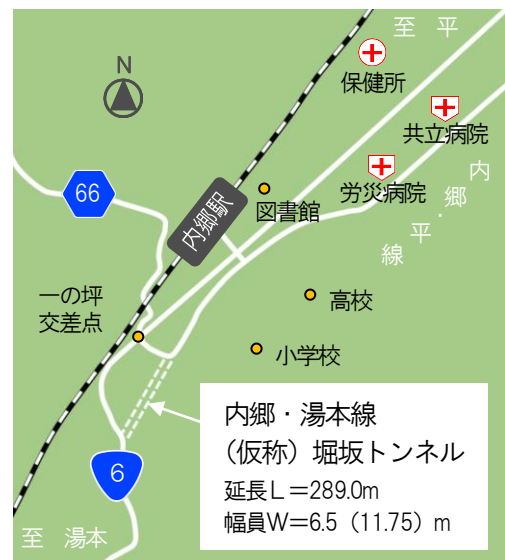 至 平
N
保健所
共立病院
労災病院
内郷・平線
66
内郷駅
図書館
一の坪
交差点
高校
小学校
内郷・湯本線
（仮称）堀坂トンネル
延長Ｌ＝289.0m
幅員Ｗ＝6.5（11.75）m
6
至 湯本